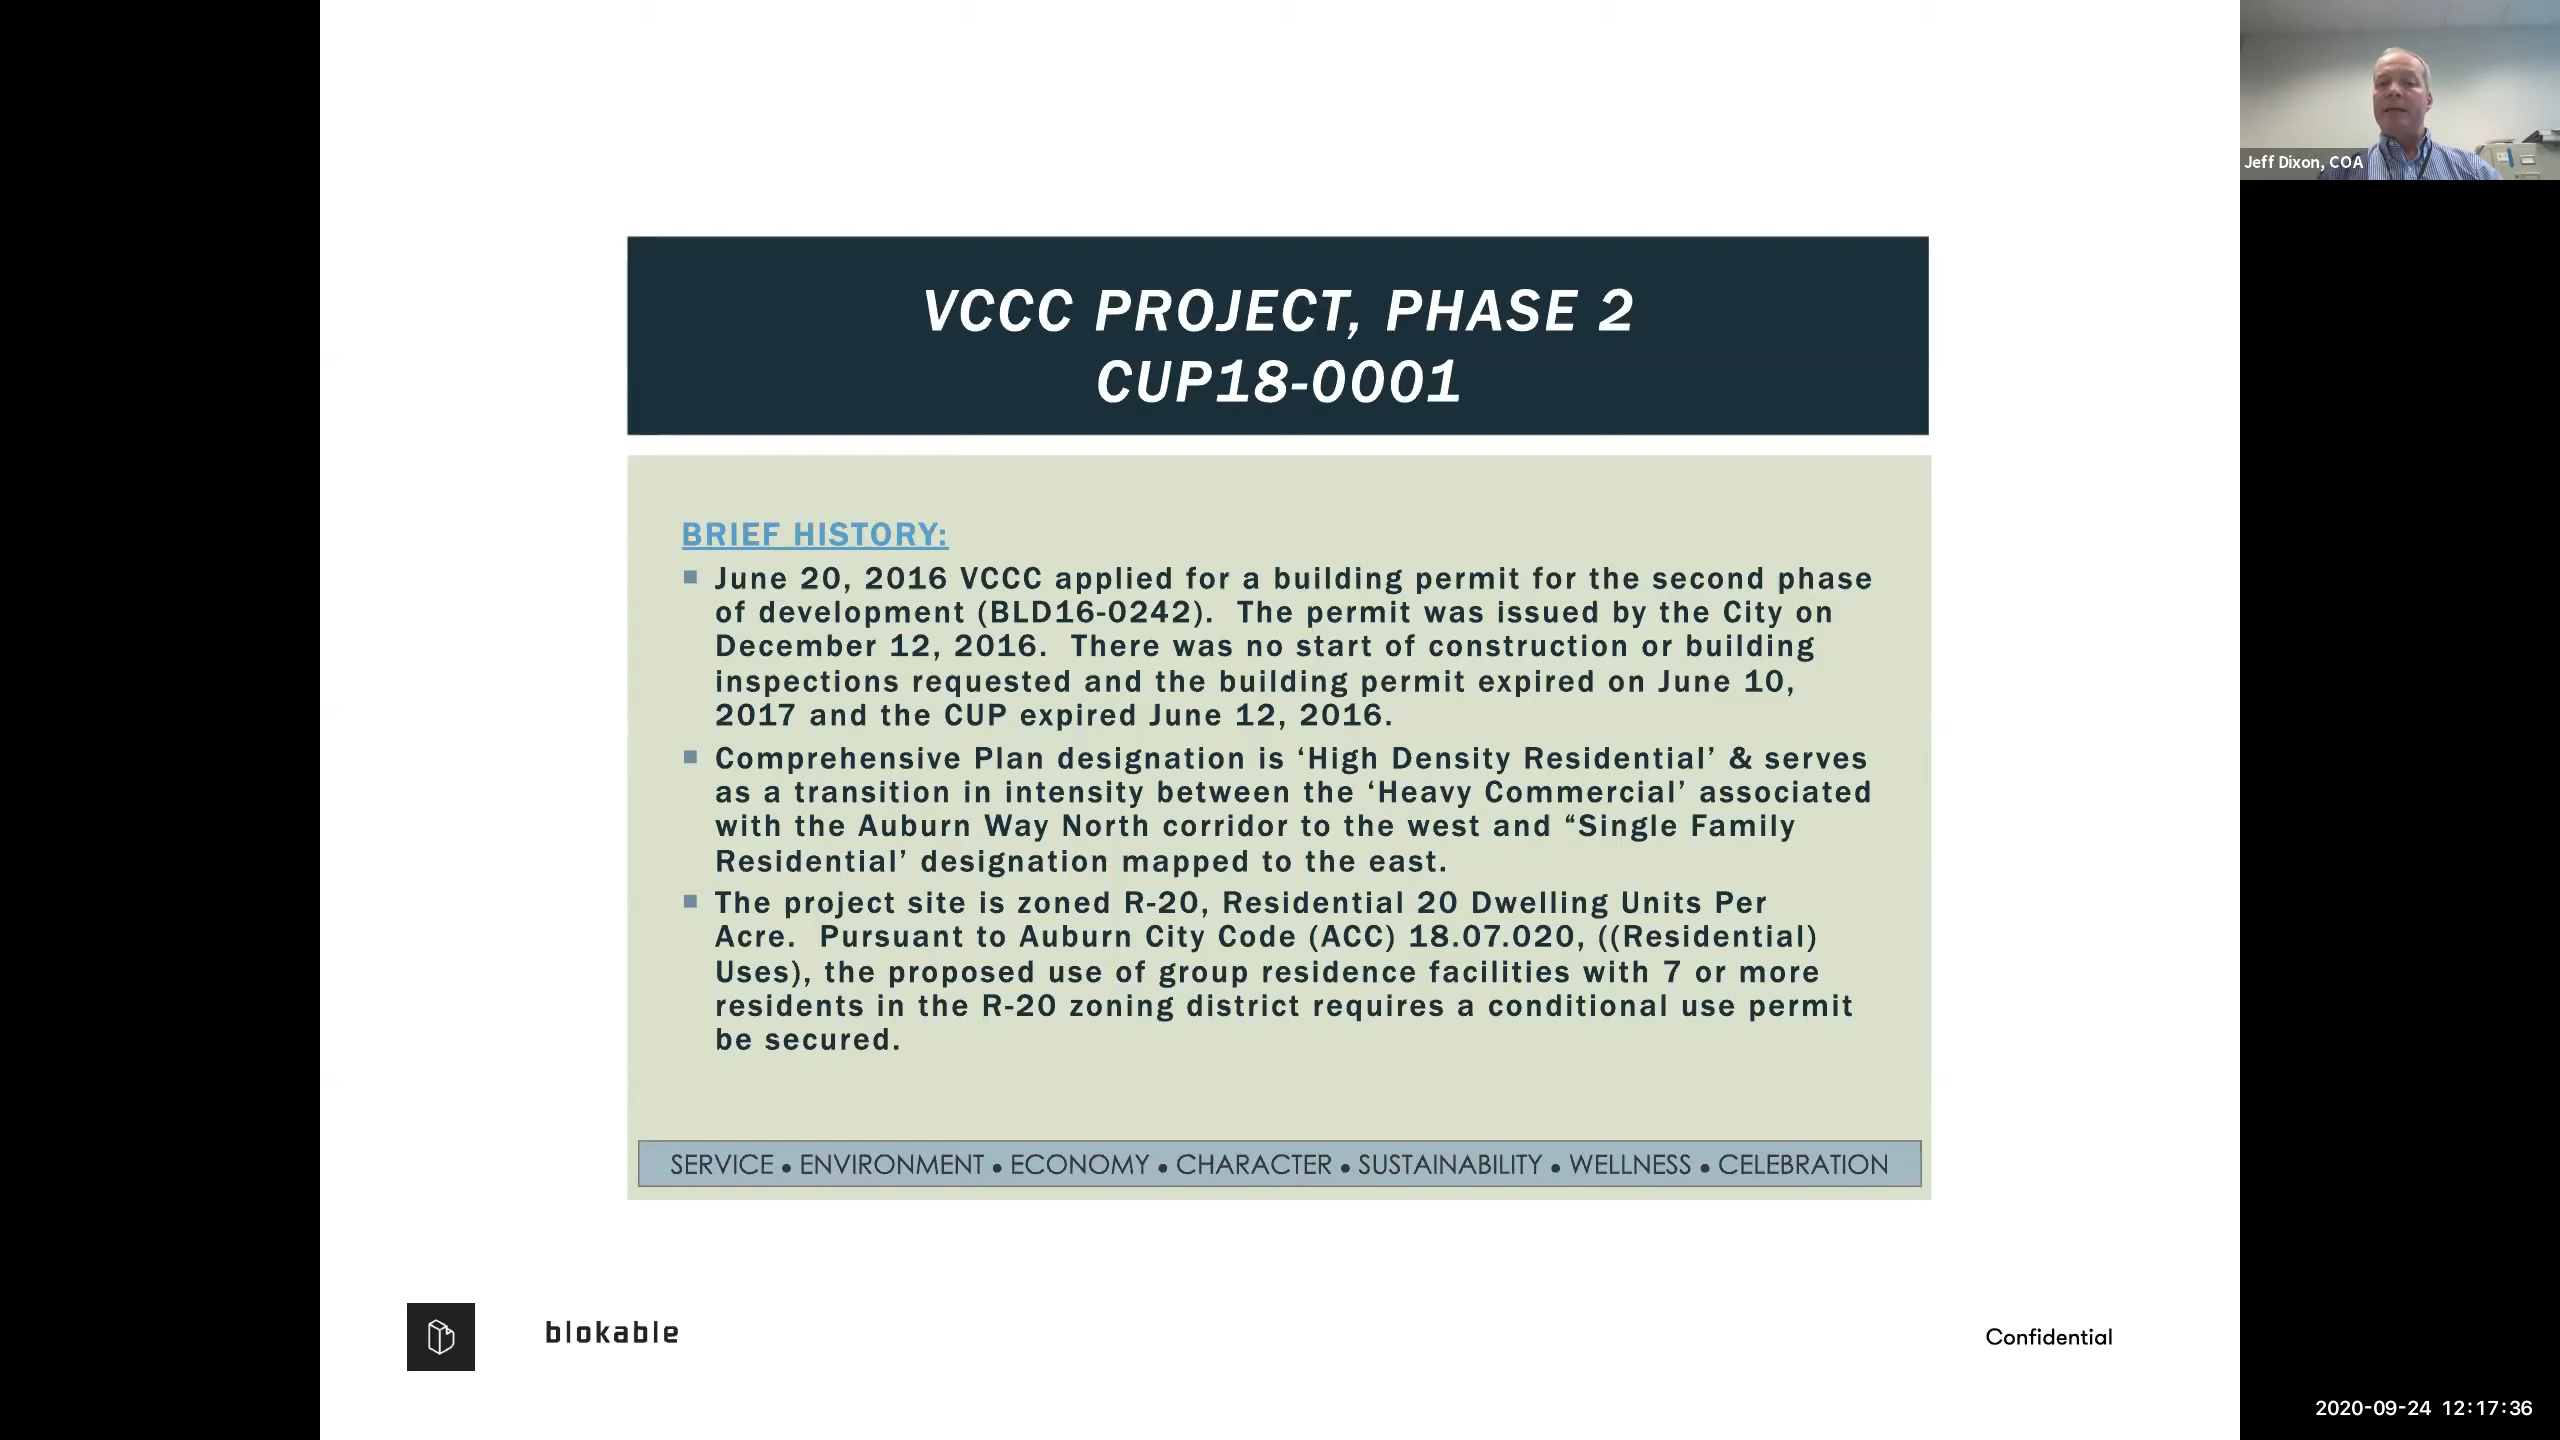 Jeff Dixon, COA
VCCC PROJECT, PHASE 2
CUP18-0001
BRIEF HISTORY:
June 20, 2016 VCCC applied for a building permit for the second phase
of development (BLD16-0242).  The permit was issued by the City on
December 12, 2016.  There was no start of construction or building
inspections requested and the building permit expired on June 10,
2017 and the CUP expired June 12, 2016.
Comprehensive Plan designation is ‘High Density Residential’ & serves
as a transition in intensity between the ‘Heavy Commercial’ associated
with the Auburn Way North corridor to the west and “Single Family
Residential’ designation mapped to the east.
The project site is zoned R-20, Residential 20 Dwelling Units Per
Acre.  Pursuant to Auburn City Code (ACC) 18.07.020, ((Residential)
Uses), the proposed use of group residence facilities with 7 or more
residents in the R-20 zoning district requires a conditional use permit
be secured.
SERVICE • ENVIRONMENT • ECONOMY • CHARACTER • SUSTAINABILITY • WELLNESS • CELEBRATION
blokable
Confidential
2020-09-24 12:17:36